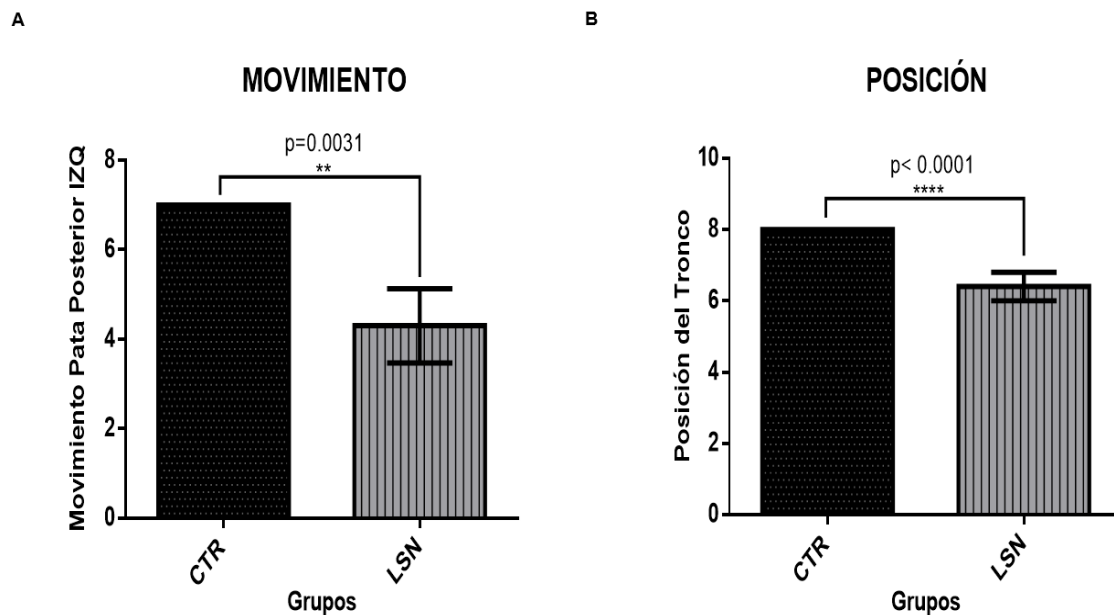 A
MOVIMIENTO
p=0.0031
**
Movimiento Pata Posterior IZQ
8
6
4
2
0
CTR
LSN
Grupos
B
POSICIÓN
p< 0.0001
****
Posición del Tronco
10
8
6
4
2
0
CTR
LSN
Grupos